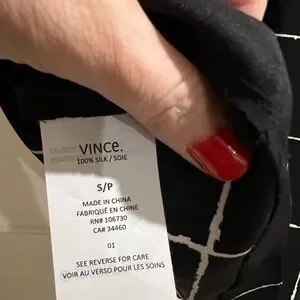 VINCE.
100% SILK / SOIE
S/P
MADE IN CHINA
FABRIQUÉ EN CHINE
RN# 106730
CA# 34460
01
SEE REVERSE FOR CARE
VOIR AU VERSO POUR LES SOINS